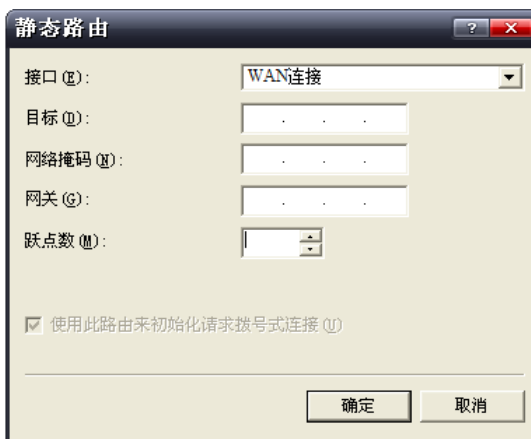 静态路由
接口(E): WAN连接
目标(D): . . .
网络掩码(N): . . .
网关(G): . . .
跃点数(M):
使用此路由来初始化请求拨号式连接(U)
确定 取消